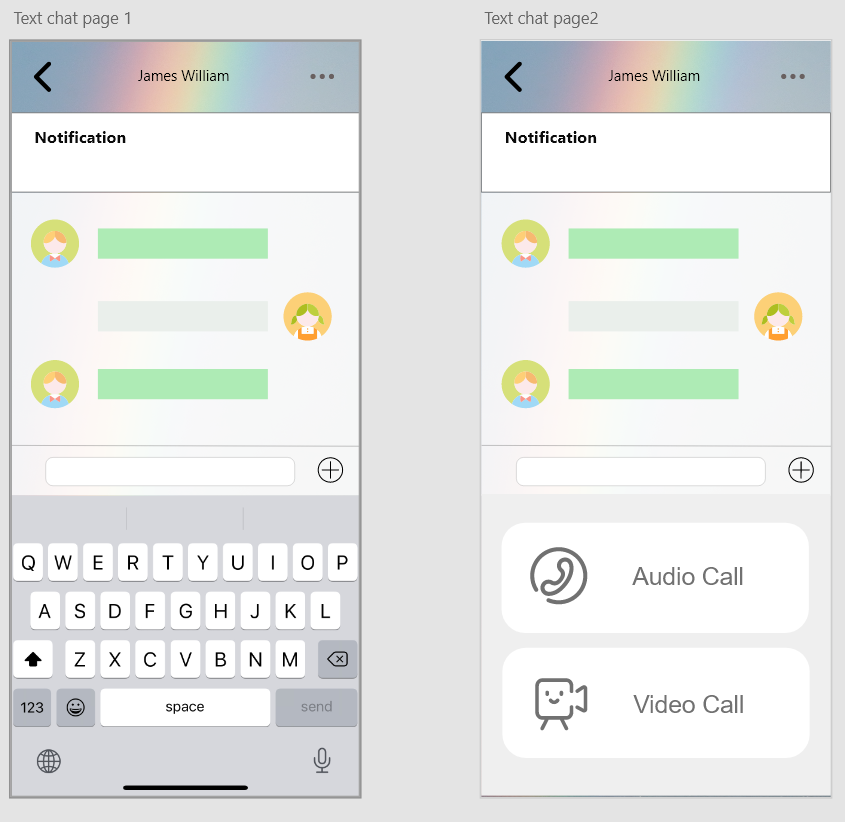 Text chat page 1
James William
Notification
Q W E R T Y U I O P
A S D F G H J K L
Z X C V B N M
123 space send
Text chat page2
James William
Notification
Audio Call
Video Call